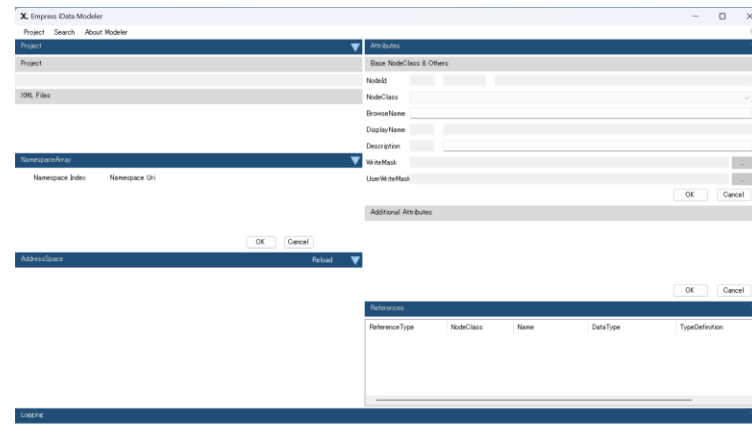 Empress iData Modeler
Project Search About Modeler
Project
Project
XML Files
NamespaceArray
Namespace Index Namespace Uri
OK Cancel
AddressSpace Reload
Attributes
Base NodeClass & Others
NodeId
NodeClass
BrowseName
DisplayName
Description
WriteMask ...
UserWriteMask ...
OK Cancel
Additional Attributes
OK Cancel
References
ReferenceType NodeClass Name DataType TypeDefinition
Logging